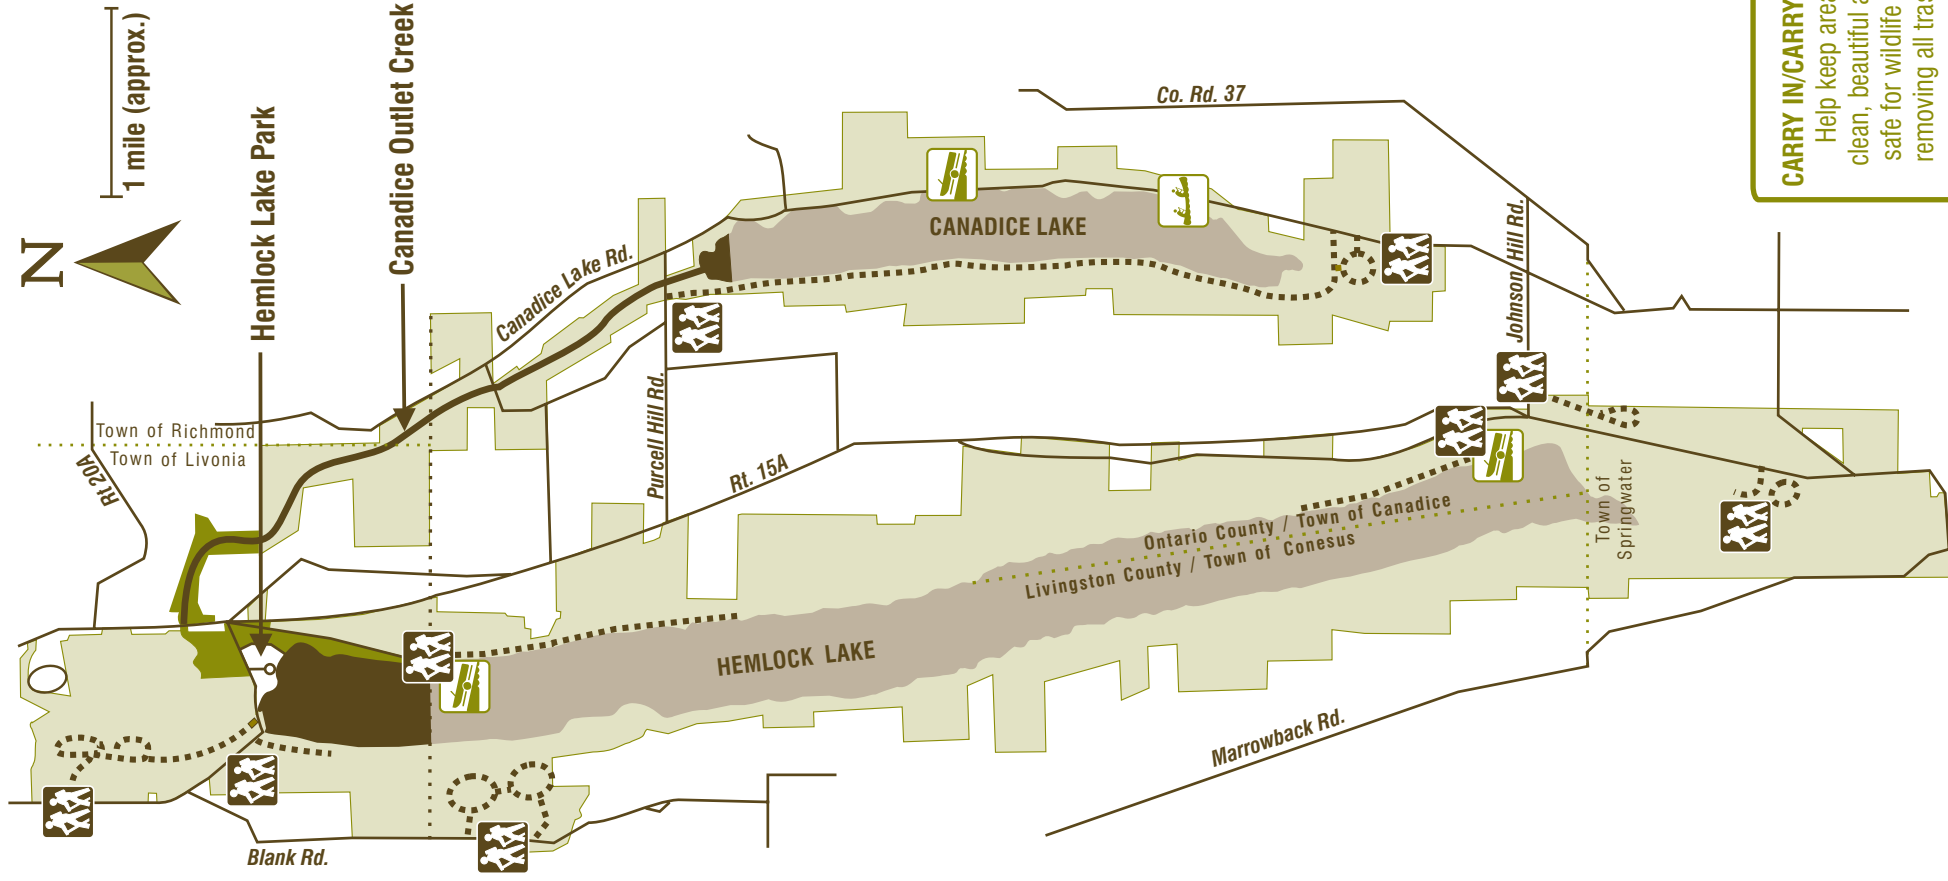 1 mile (approx.)
N
Hemlock Lake Park
Canadice Outlet Creek
Co. Rd. 37
CARRY IN/CARRY
Help keep area
clean, beautiful a
safe for wildlife
removing all tras
CANADICE LAKE
Canadice Lake Rd.
Johnson Hill Rd.
Purcell Hill Rd.
Town of Richmond
Town of Livonia
Rt 20A
Rt. 15A
Ontario County / Town of Canadice
Livingston County / Town of Conesus
Town of
Springwater
HEMLOCK LAKE
Marrowback Rd.
Blank Rd.